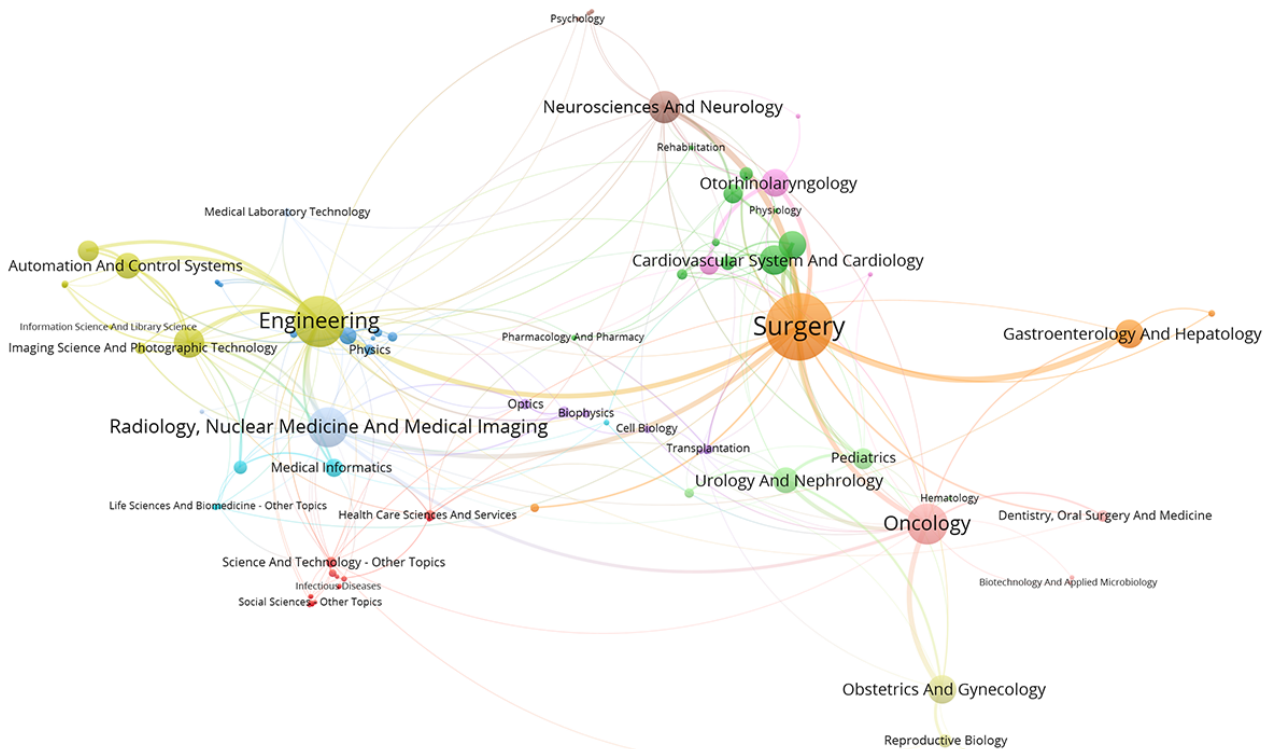 Psychology
Neurosciences And Neurology
Rehabilitation
Otorhinolaryngology
Physiology
Medical Laboratory Technology
Cardiovascular System And Cardiology
Automation And Control Systems
Engineering
Surgery
Information Science And Library Science
Gastroenterology And Hepatology
Pharmacology And Pharmacy
Imaging Science And Photographic Technology
Physics
Optics
Biophysics
Radiology, Nuclear Medicine And Medical Imaging
Cell Biology
Transplantation
Pediatrics
Medical Informatics
Urology And Nephrology
Hematology
Life Sciences And Biomedicine - Other Topics
Health Care Sciences And Services
Dentistry, Oral Surgery And Medicine
Oncology
Science And Technology - Other Topics
Biotechnology And Applied Microbiology
Infectious Diseases
Social Sciences - Other Topics
Obstetrics And Gynecology
Reproductive Biology